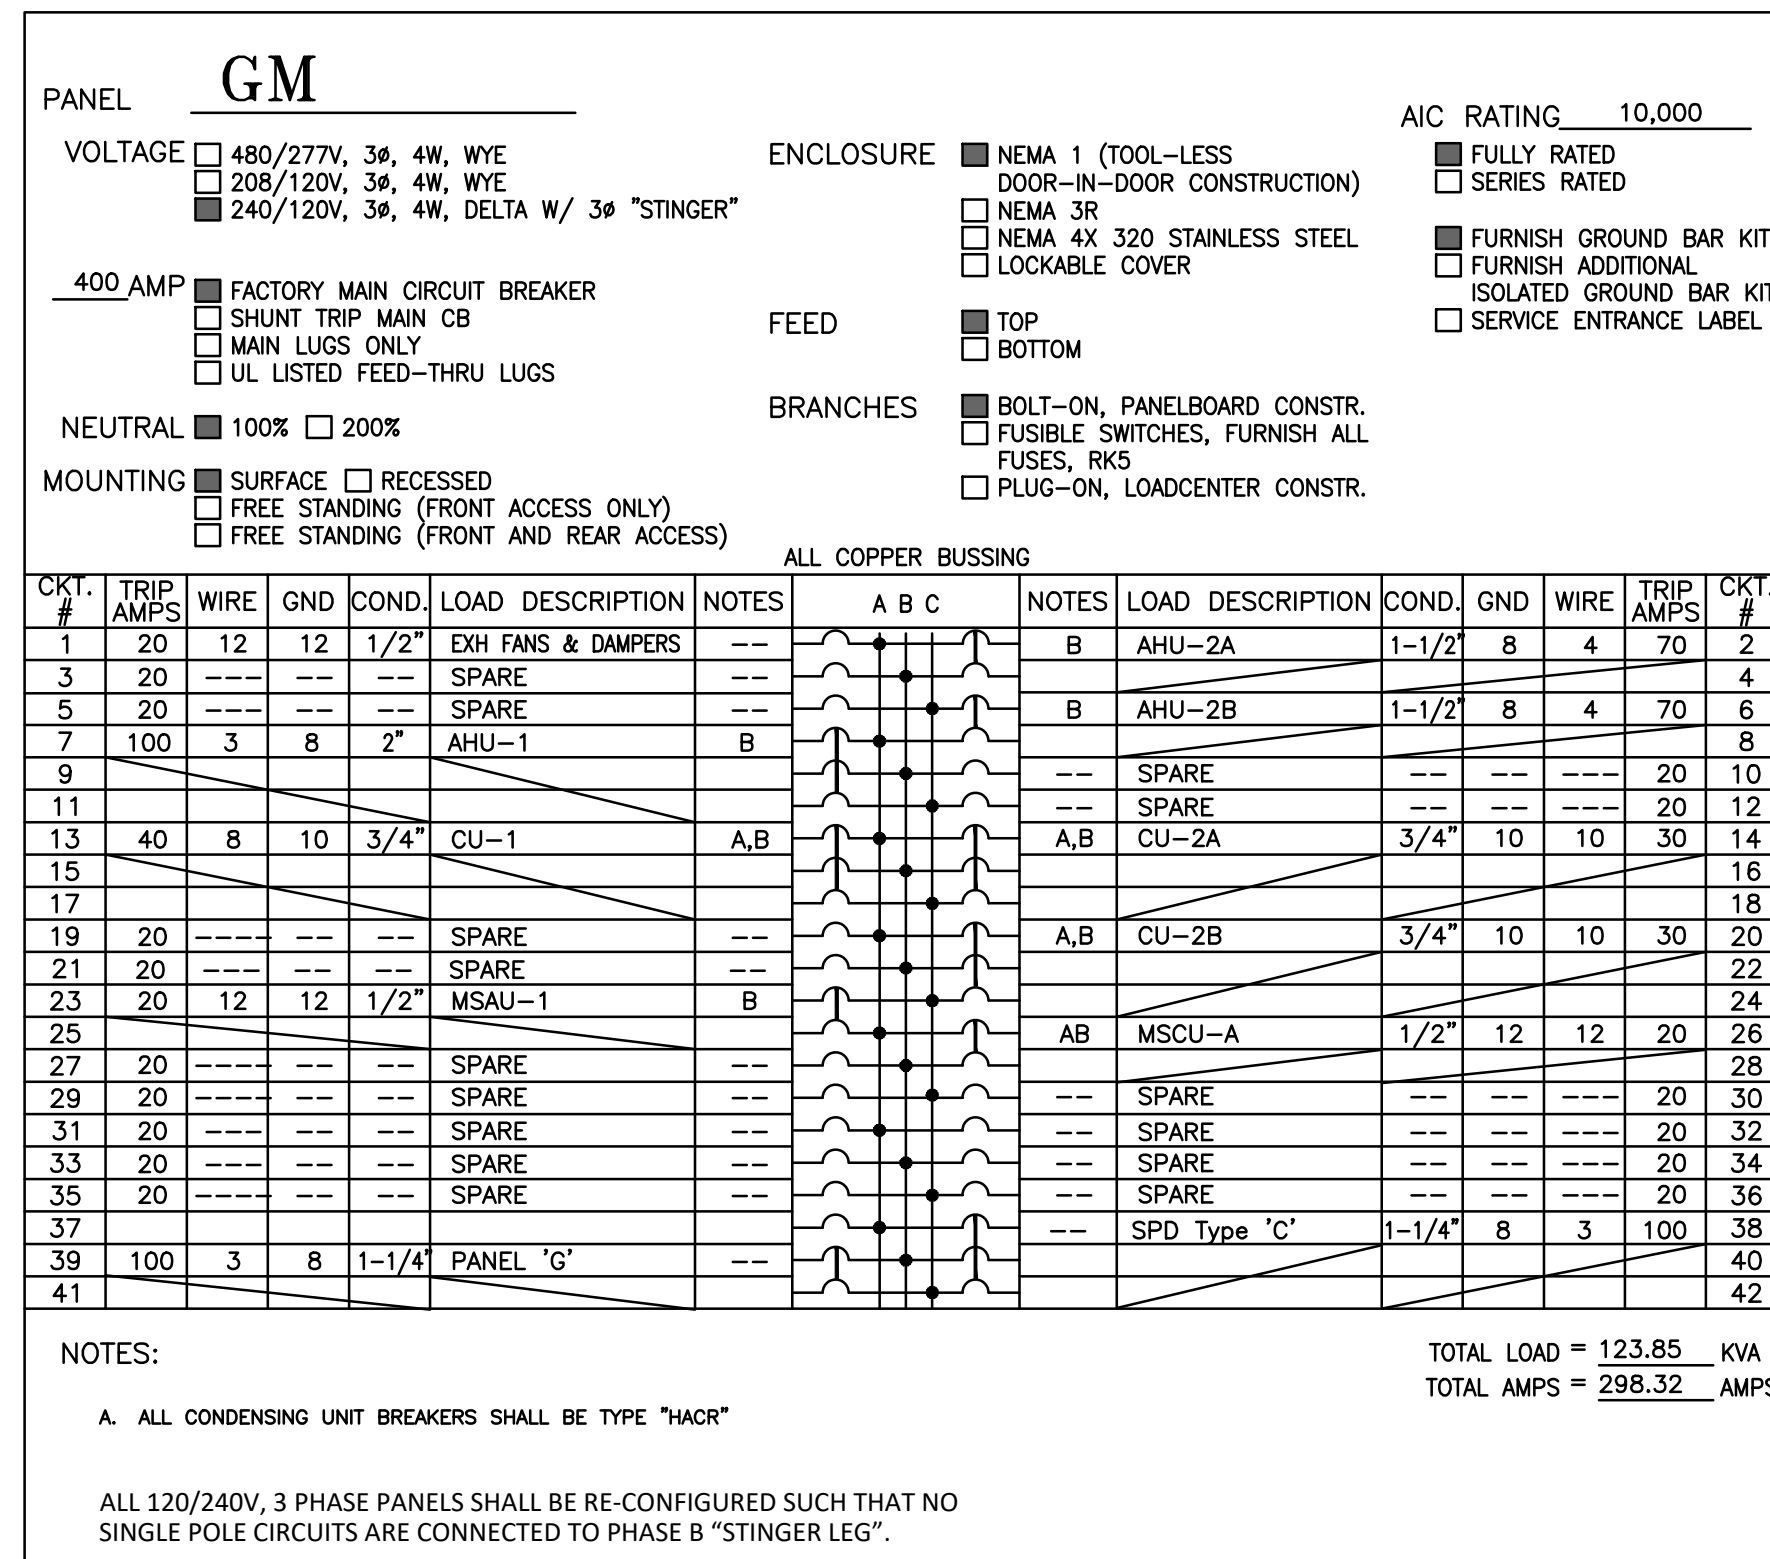 PANEL GM
AIC RATING 10,000
VOLTAGE 480/277V, 3ø, 4W, WYE
208/120V, 3ø, 4W, WYE
240/120V, 3ø, 4W, DELTA W/ 3ø "STINGER"
400 AMP FACTORY MAIN CIRCUIT BREAKER
SHUNT TRIP MAIN CB
MAIN LUGS ONLY
UL LISTED FEED-THRU LUGS
NEUTRAL 100% 200%
MOUNTING SURFACE RECESSED
FREE STANDING (FRONT ACCESS ONLY)
FREE STANDING (FRONT AND REAR ACCESS)
ENCLOSURE NEMA 1 (TOOL-LESS
DOOR-IN-DOOR CONSTRUCTION)
NEMA 3R
NEMA 4X 320 STAINLESS STEEL
LOCKABLE COVER
FEED TOP
BOTTOM
BRANCHES BOLT-ON, PANELBOARD CONSTR.
FUSIBLE SWITCHES, FURNISH ALL
FUSES, RK5
PLUG-ON, LOADCENTER CONSTR.
FULLY RATED
SERIES RATED
FURNISH GROUND BAR KIT
FURNISH ADDITIONAL
ISOLATED GROUND BAR KIT
SERVICE ENTRANCE LABEL
ALL COPPER BUSSING
CKT. # TRIP AMPS WIRE GND COND. LOAD DESCRIPTION NOTES A B C NOTES LOAD DESCRIPTION COND. GND WIRE TRIP AMPS CKT. #
1 20 12 12 1/2" EXH FANS & DAMPERS -- B AHU-2A 1-1/2" 8 4 70 2
3 20 --- -- -- SPARE -- 4
5 20 --- -- -- SPARE -- B AHU-2B 1-1/2" 8 4 70 6
7 100 3 8 2" AHU-1 B 8
9 -- SPARE -- -- --- 20 10
11 -- SPARE -- -- --- 20 12
13 40 8 10 3/4" CU-1 A,B A,B CU-2A 3/4" 10 10 30 14
15 16
17 18
19 20 ---- -- -- SPARE -- A,B CU-2B 3/4" 10 10 30 20
21 20 --- -- -- SPARE -- 22
23 20 12 12 1/2" MSAU-1 B 24
25 AB MSCU-A 1/2" 12 12 20 26
27 20 ---- -- -- SPARE -- 28
29 20 ---- -- -- SPARE -- -- SPARE -- -- --- 20 30
31 20 --- -- -- SPARE -- -- SPARE -- -- --- 20 32
33 20 --- -- -- SPARE -- -- SPARE -- -- --- 20 34
35 20 ---- -- -- SPARE -- -- SPARE -- -- --- 20 36
37 -- SPD Type 'C' 1-1/4" 8 3 100 38
39 100 3 8 1-1/4" PANEL 'G' -- 40
41 42
NOTES:
TOTAL LOAD = 123.85 KVA
TOTAL AMPS = 298.32 AMPS
A. ALL CONDENSING UNIT BREAKERS SHALL BE TYPE "HACR"
ALL 120/240V, 3 PHASE PANELS SHALL BE RE-CONFIGURED SUCH THAT NO
SINGLE POLE CIRCUITS ARE CONNECTED TO PHASE B “STINGER LEG”.